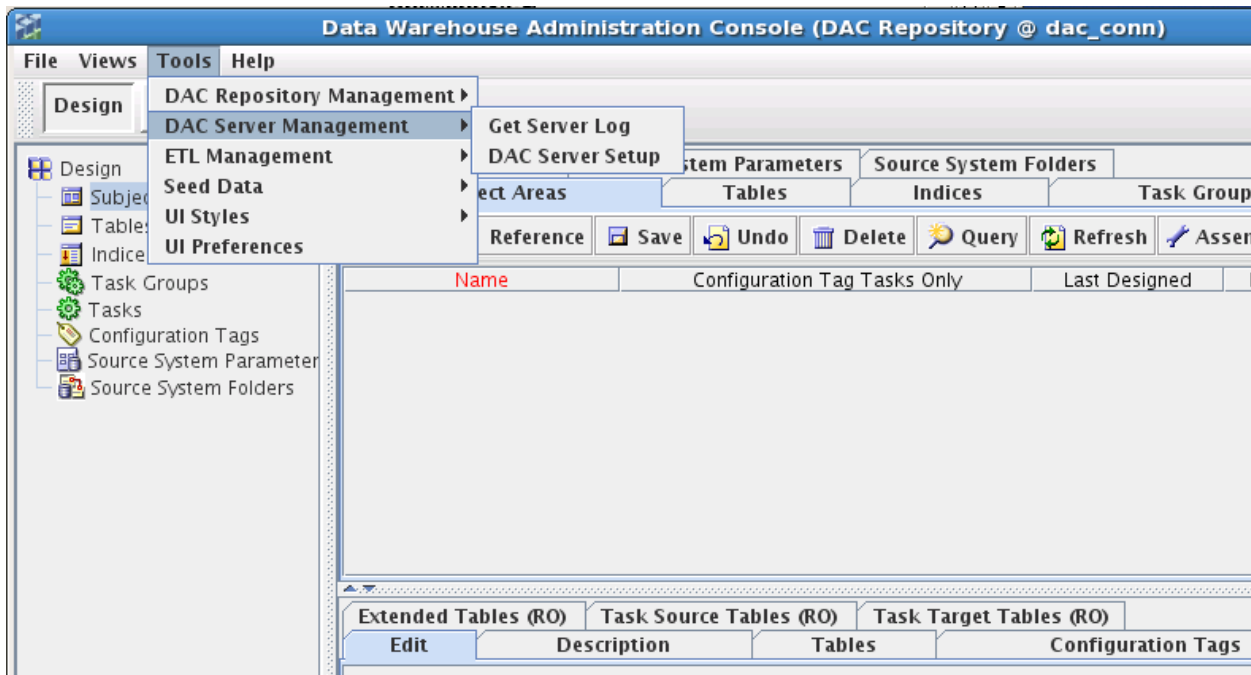 Data Warehouse Administration Console (DAC Repository @ dac_conn)
File Views Tools Help
Design
DAC Repository Management
DAC Server Management
ETL Management
Seed Data
UI Styles
UI Preferences
Get Server Log
DAC Server Setup
Design
Task Groups
Tasks
Configuration Tags
Source System Parameter
Source System Folders
Parameters Source System Folders
Areas Tables Indices Task Group
Reference Save Undo Delete Query Refresh
Name Configuration Tag Tasks Only Last Designed
Extended Tables (RO) Task Source Tables (RO) Task Target Tables (RO)
Edit Description Tables Configuration Tags